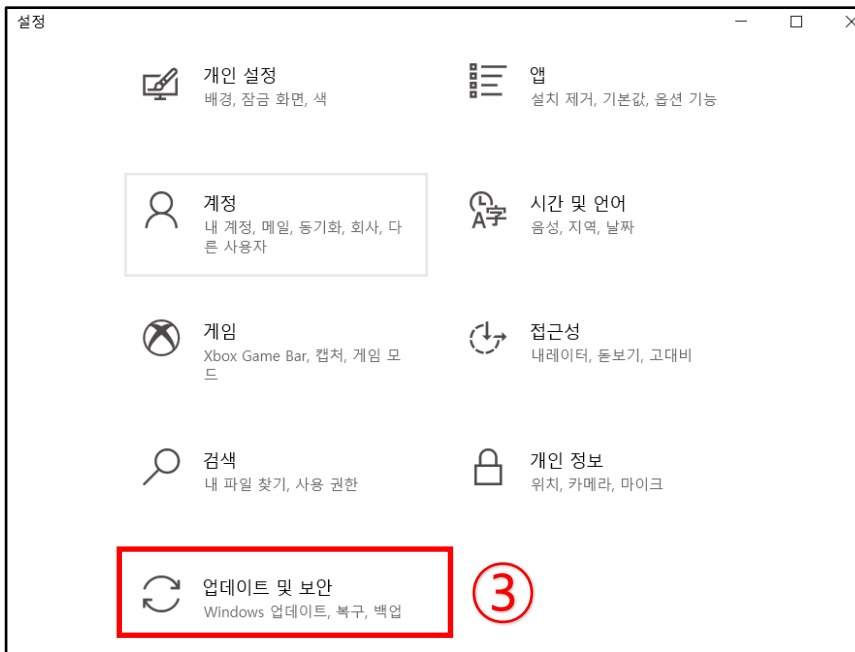 설정
개인 설정
배경, 잠금 화면, 색
앱
설치 제거, 기본값, 옵션 기능
계정
내 계정, 메일, 동기화, 회사, 다
른 사용자
시간 및 언어
음성, 지역, 날짜
게임
Xbox Game Bar, 캡처, 게임 모
드
접근성
내레이터, 돋보기, 고대비
검색
내 파일 찾기, 사용 권한
개인 정보
위치, 카메라, 마이크
업데이트 및 보안
Windows 업데이트, 복구, 백업
③